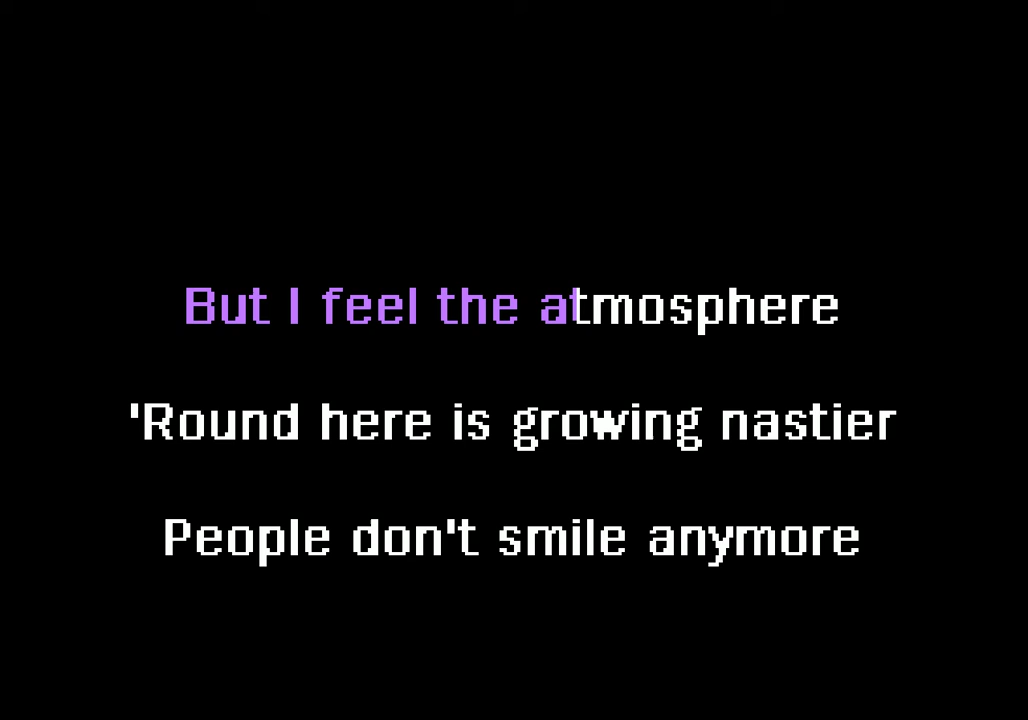 But I feel the atmosphere
'Round here is growing nastier
People don't smile anymore